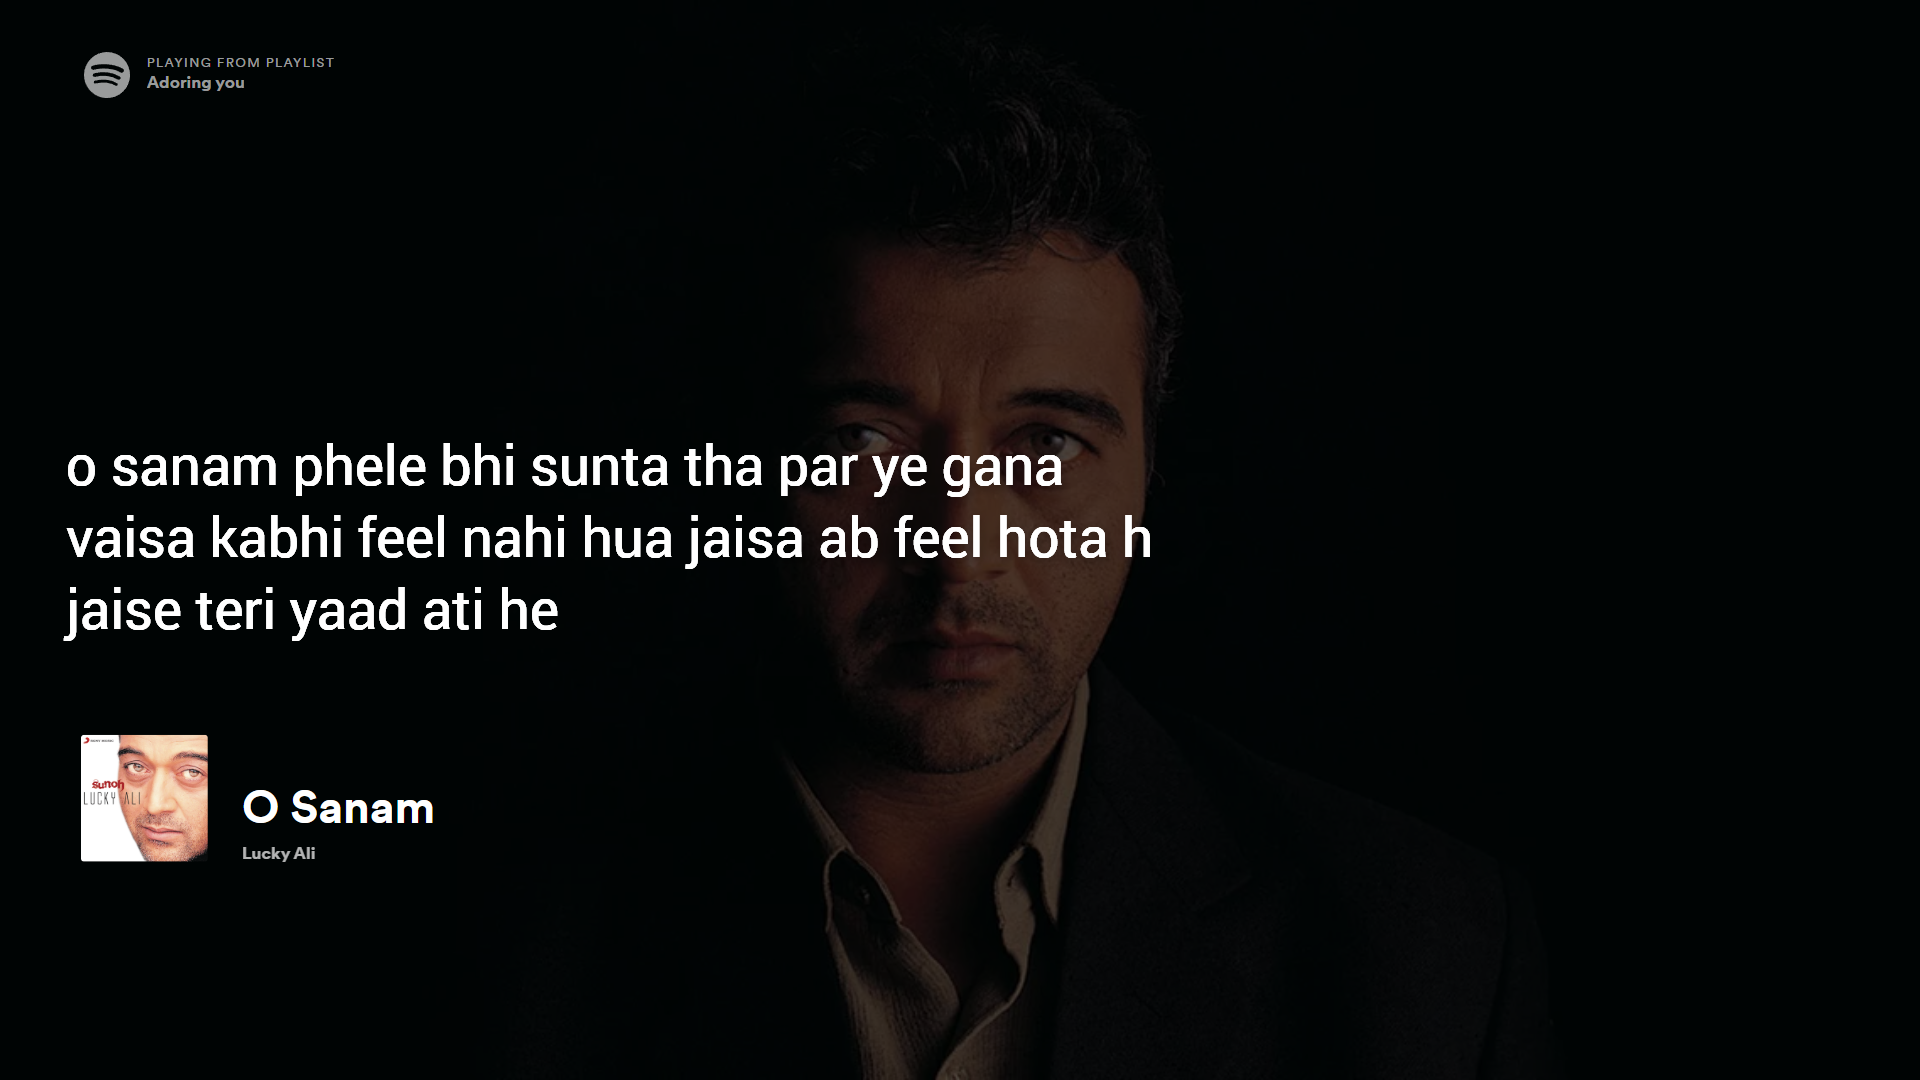 PLAYING FROM PLAYLIST
Adoring you
o sanam phele bhi sunta tha par ye gana
vaisa kabhi feel nahi hua jaisa ab feel hota h
jaise teri yaad ati he
sunoh
LUCKY ALI
O Sanam
Lucky Ali